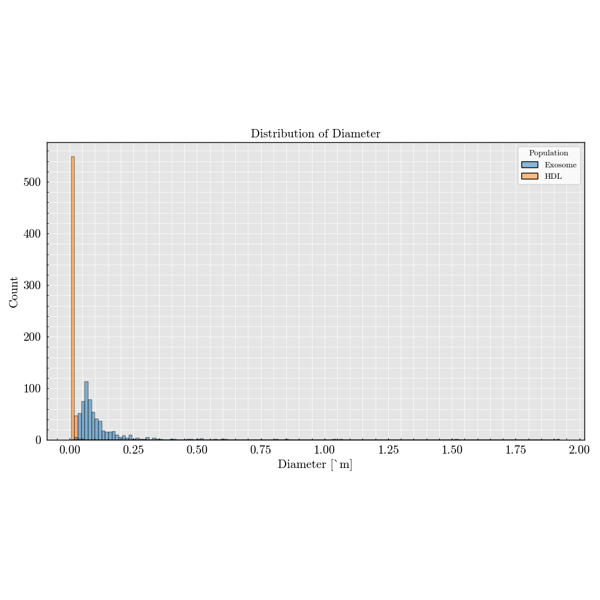 Distribution of Diameter
Population
Exosome
HDL
500
400
300
200
100
0
Count
0.00 0.25 0.50 0.75 1.00 1.25 1.50 1.75 2.00
Diameter [`m]